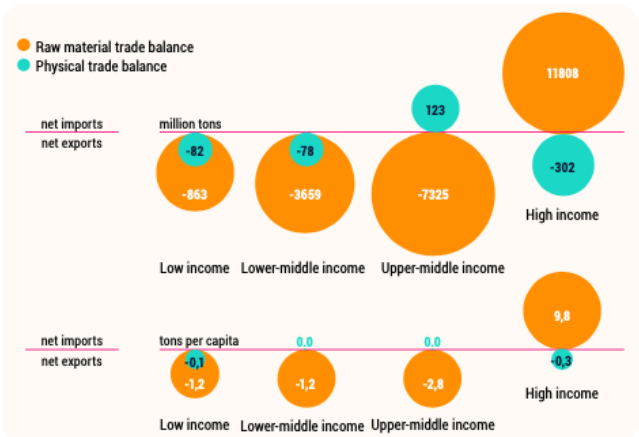 Raw material trade balance
Physical trade balance
11808
123
net imports
million tons
net exports
-82
-78
-302
-863
-3659
-7325
High income
Low income
Lower-middle income
Upper-middle income
9,8
net imports
tons per capita
0,0
0,0
net exports
-0,1
-0,3
-1,2
-1,2
-2,8
High income
Low income
Lower-middle income
Upper-middle income